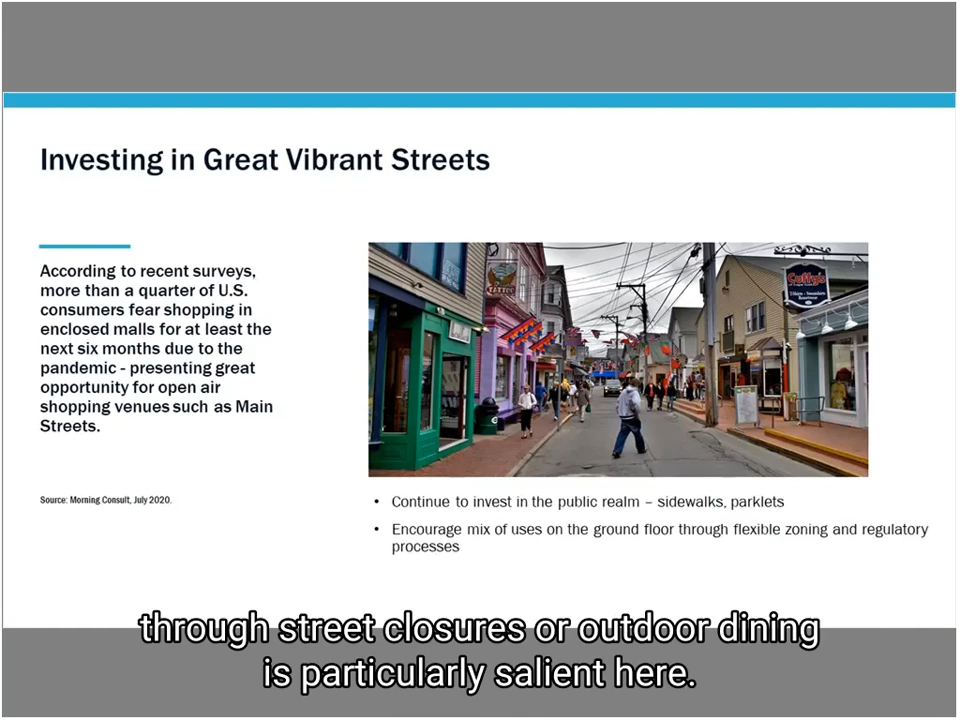 Investing in Great Vibrant Streets
According to recent surveys,
more than a quarter of U.S.
consumers fear shopping in
enclosed malls for at least the
next six months due to the
pandemic - presenting great
opportunity for open air
shopping venues such as Main
Streets.
Source: Morning Consult, July 2020.
TATTOO
Cuffy's
• Continue to invest in the public realm – sidewalks, parklets
• Encourage mix of uses on the ground floor through flexible zoning and regulatory
processes
through street closures or outdoor dining
is particularly salient here.